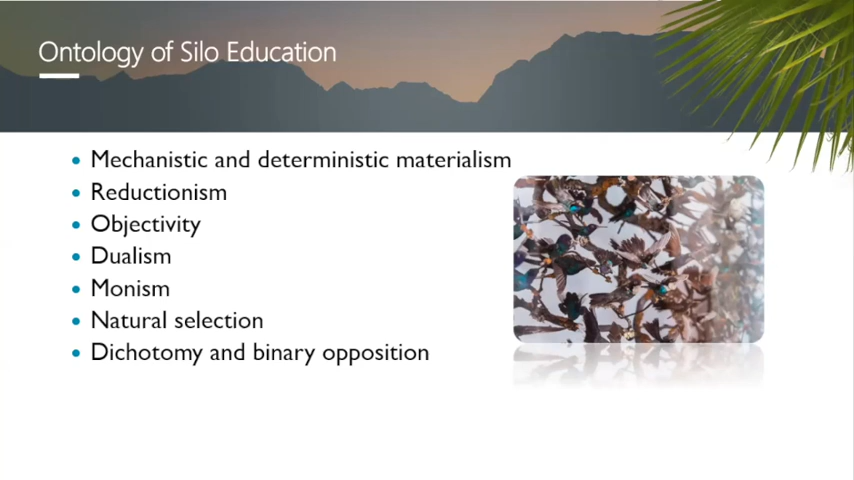 Ontology of Silo Education
Mechanistic and deterministic materialism
Reductionism
Objectivity
Dualism
Monism
Natural selection
Dichotomy and binary opposition